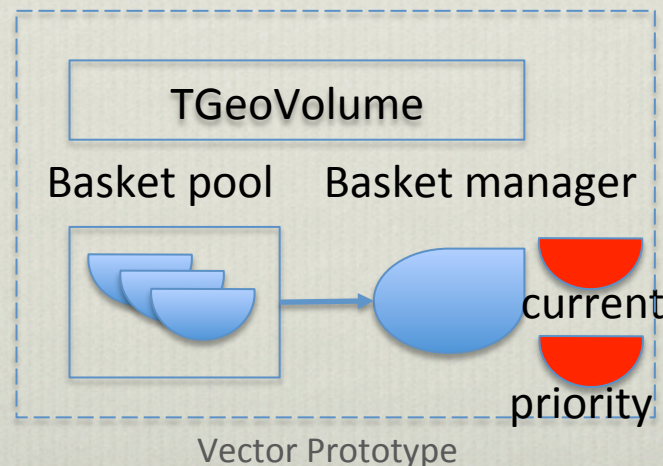 TGeoVolume
Basket pool Basket manager
current
priority
Vector Prototype